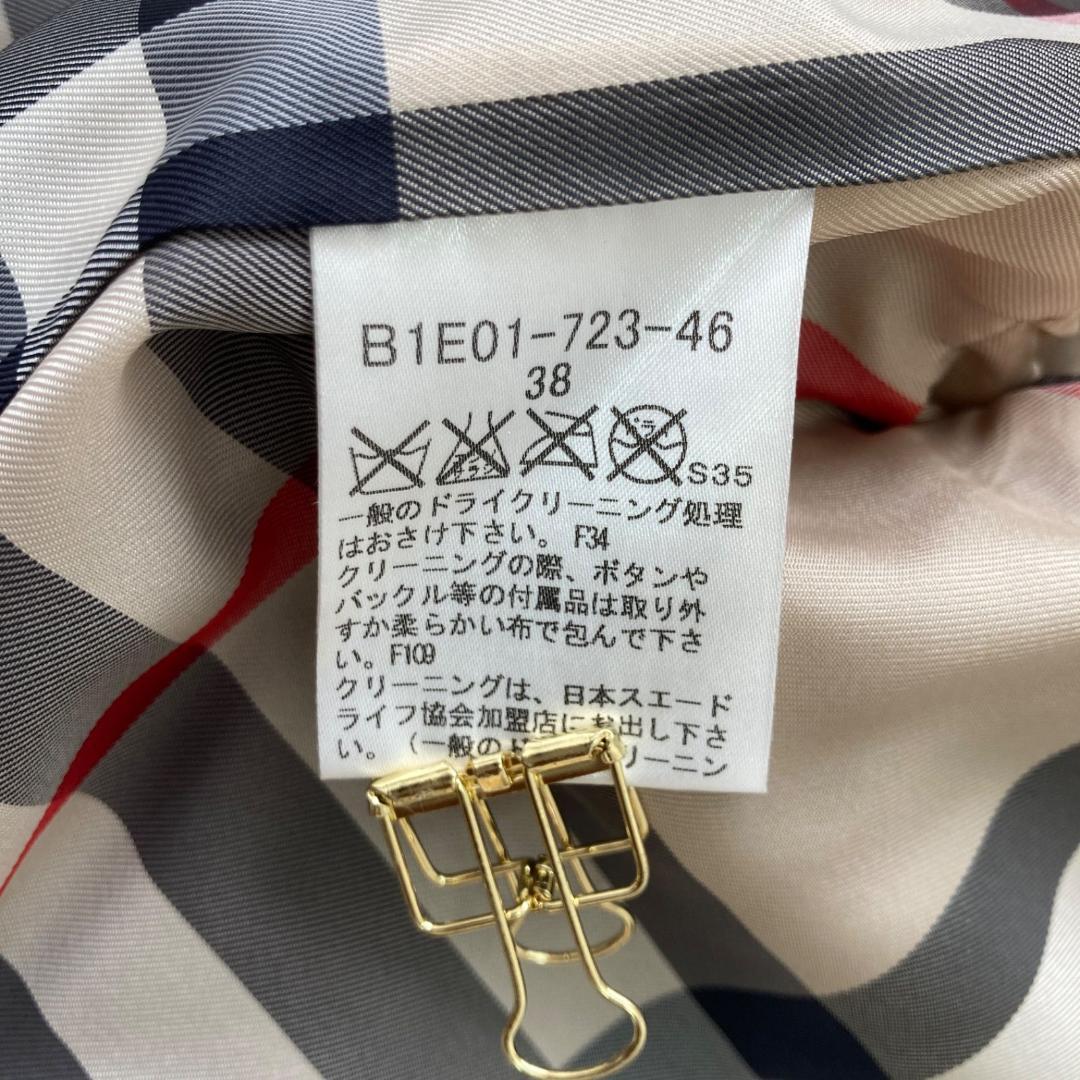 B1E01-723-46
38
S35
一般のドライクリーニング処理
はおさけ下さい。 F34
クリーニングの際、ボタンや
バックル等の付属品は取り外
すか柔らかい布で包んで下さ
い。F109
クリーニングは、日本スエード
ライフ協会加盟店にお出し下さ
い。（一般のド リーニン